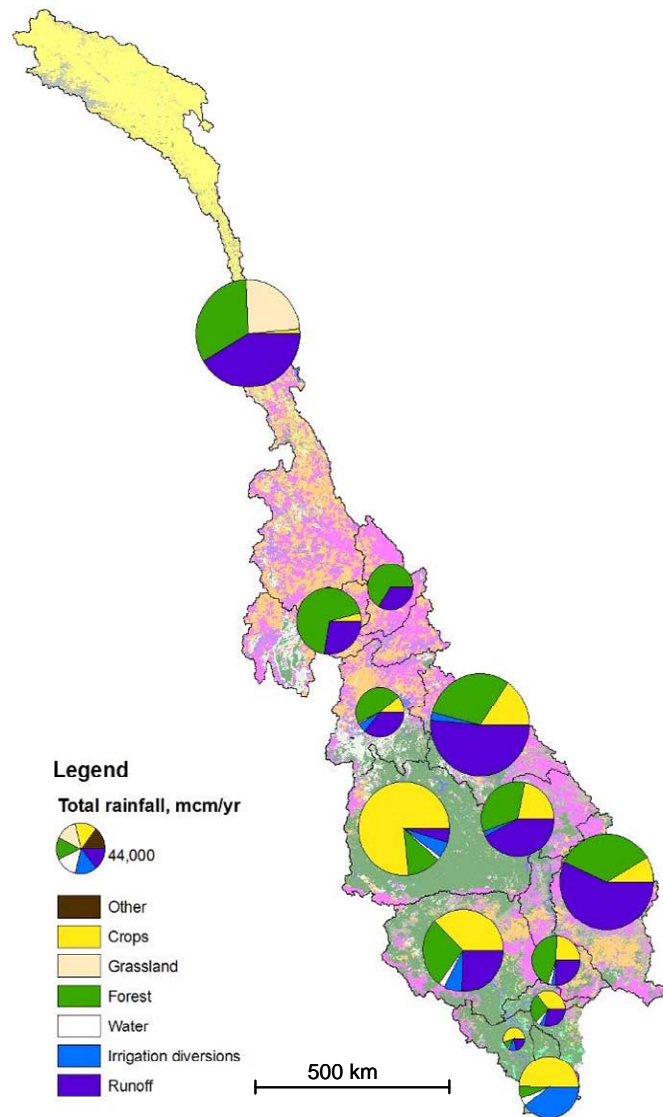 Legend
Total rainfall, mcm/yr
44,000
Other
Crops
Grassland
Forest
Water
Irrigation diversions
Runoff
500 km